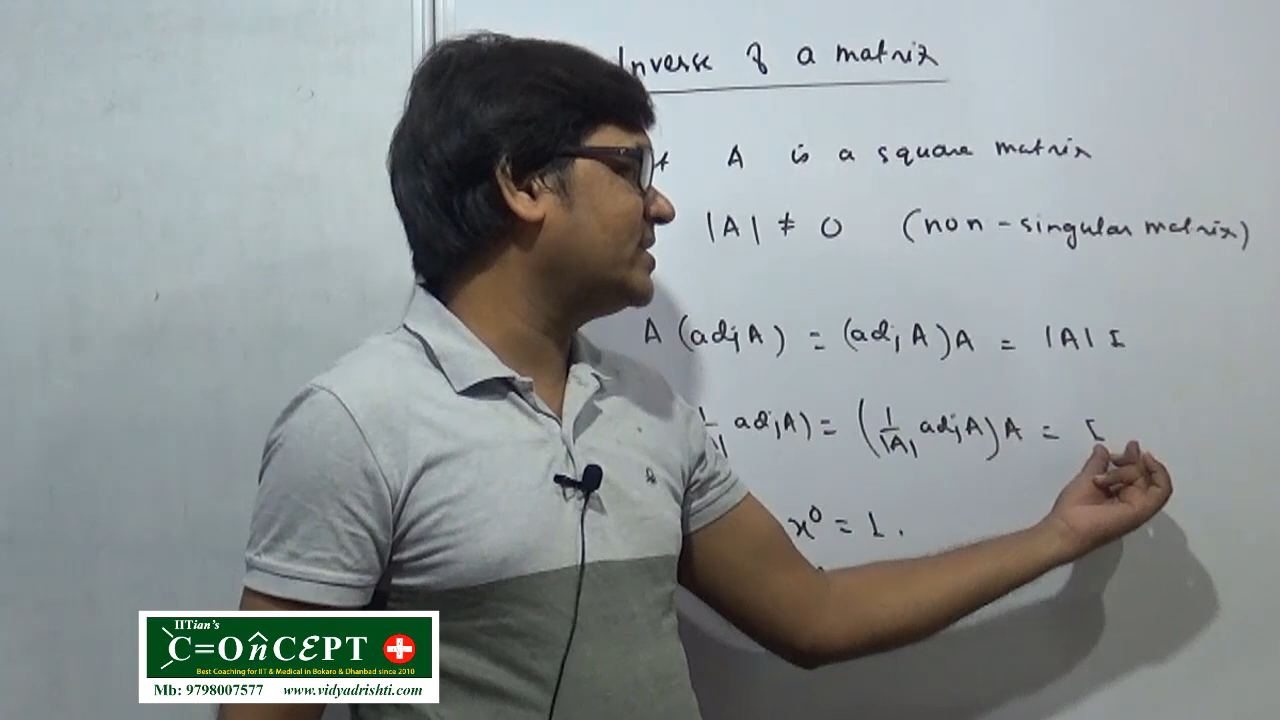 Inverse of a matrix
A is a square matrix
|A| ≠ 0 (non-singular matrix)
A (adj A) = (adj A)A = |A| I
adj A) = (1/|A| adj A)A = I
x⁰ = 1.
IITian's
C=OnCEPT
Best Coaching for IIT & Medical in Bokaro & Dhanbad since 2010
Mb: 9798007577 www.vidyadrishti.com